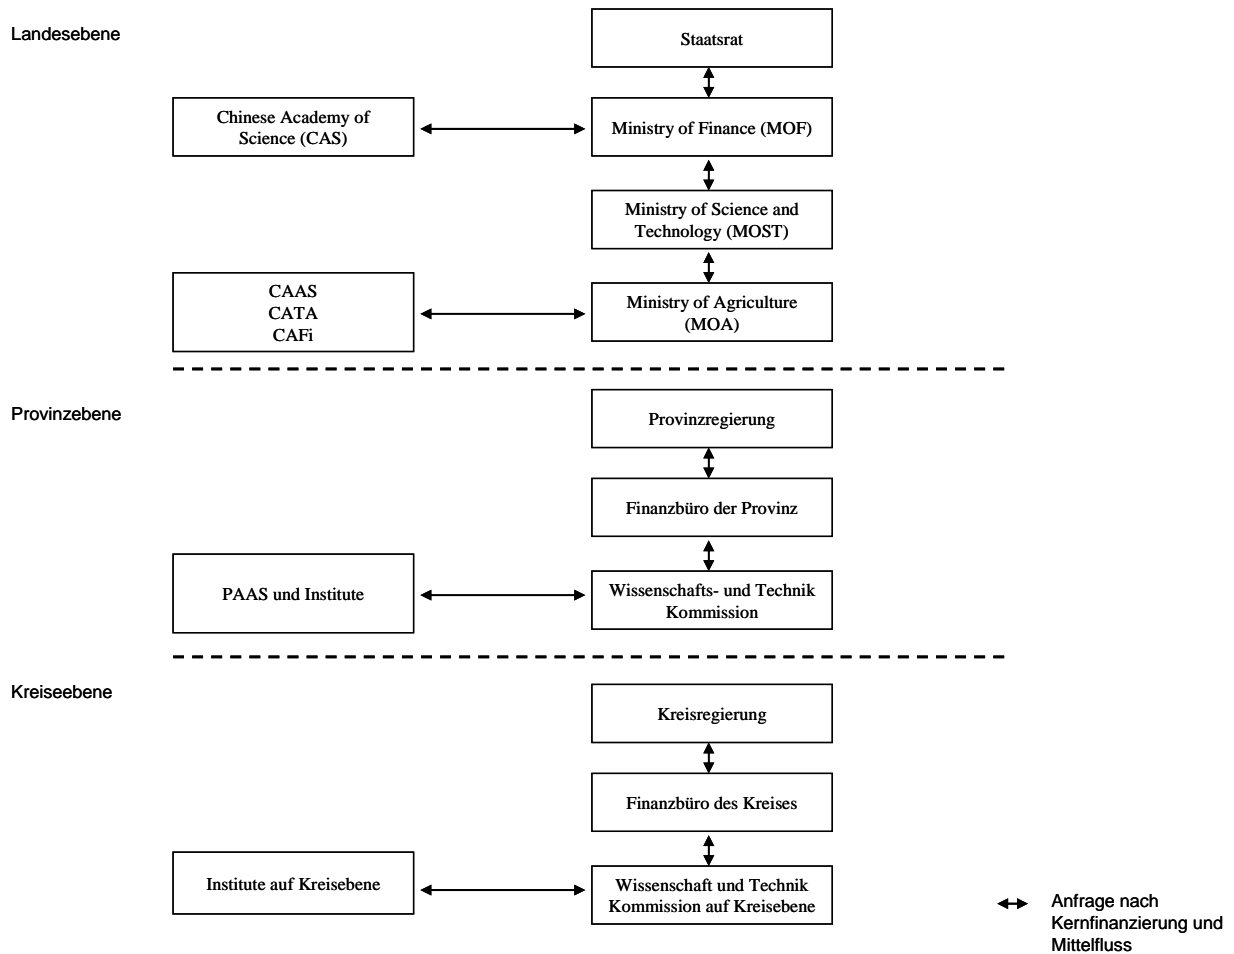 Landesebene
Staatsrat
Chinese Academy of
Science (CAS)
Ministry of Finance (MOF)
Ministry of Science and
Technology (MOST)
CAAS
CATA
CAFi
Ministry of Agriculture
(MOA)
Provinzebene
Provinzregierung
Finanzbüro der Provinz
PAAS und Institute
Wissenschafts- und Technik
Kommission
Kreiseebene
Kreisregierung
Finanzbüro des Kreises
Institute auf Kreisebene
Wissenschaft und Technik
Kommission auf Kreisebene
Anfrage nach
Kernfinanzierung und
Mittelfluss